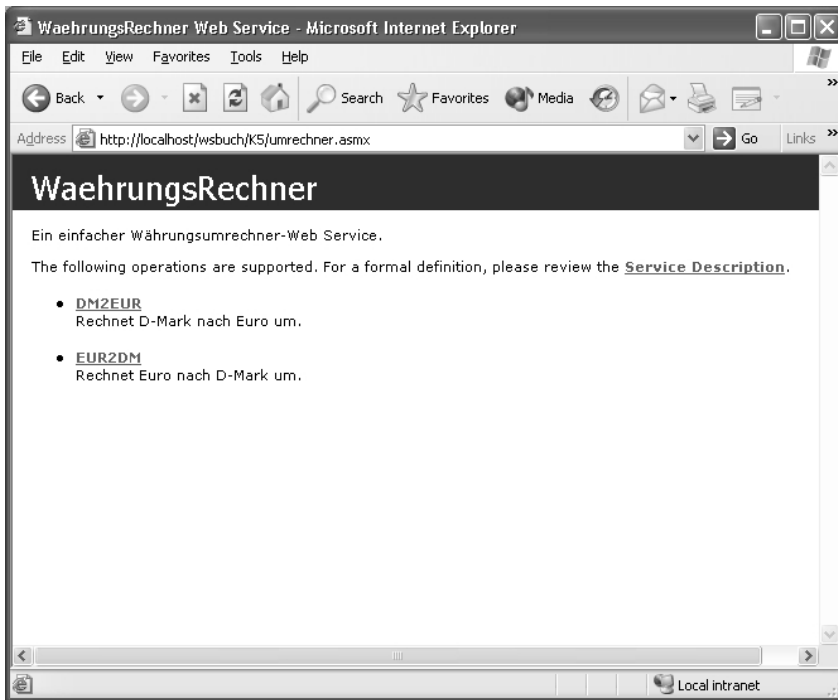 WaehrungsRechner Web Service - Microsoft Internet Explorer
File Edit View Favorites Tools Help
Back Search Favorites Media »
Address http://localhost/wsbuch/K5/umrechner.asmx Go Links »
WaehrungsRechner
Ein einfacher Währungsumrechner-Web Service.
The following operations are supported. For a formal definition, please review the Service Description.
• DM2EUR
Rechnet D-Mark nach Euro um.
• EUR2DM
Rechnet Euro nach D-Mark um.
Local intranet